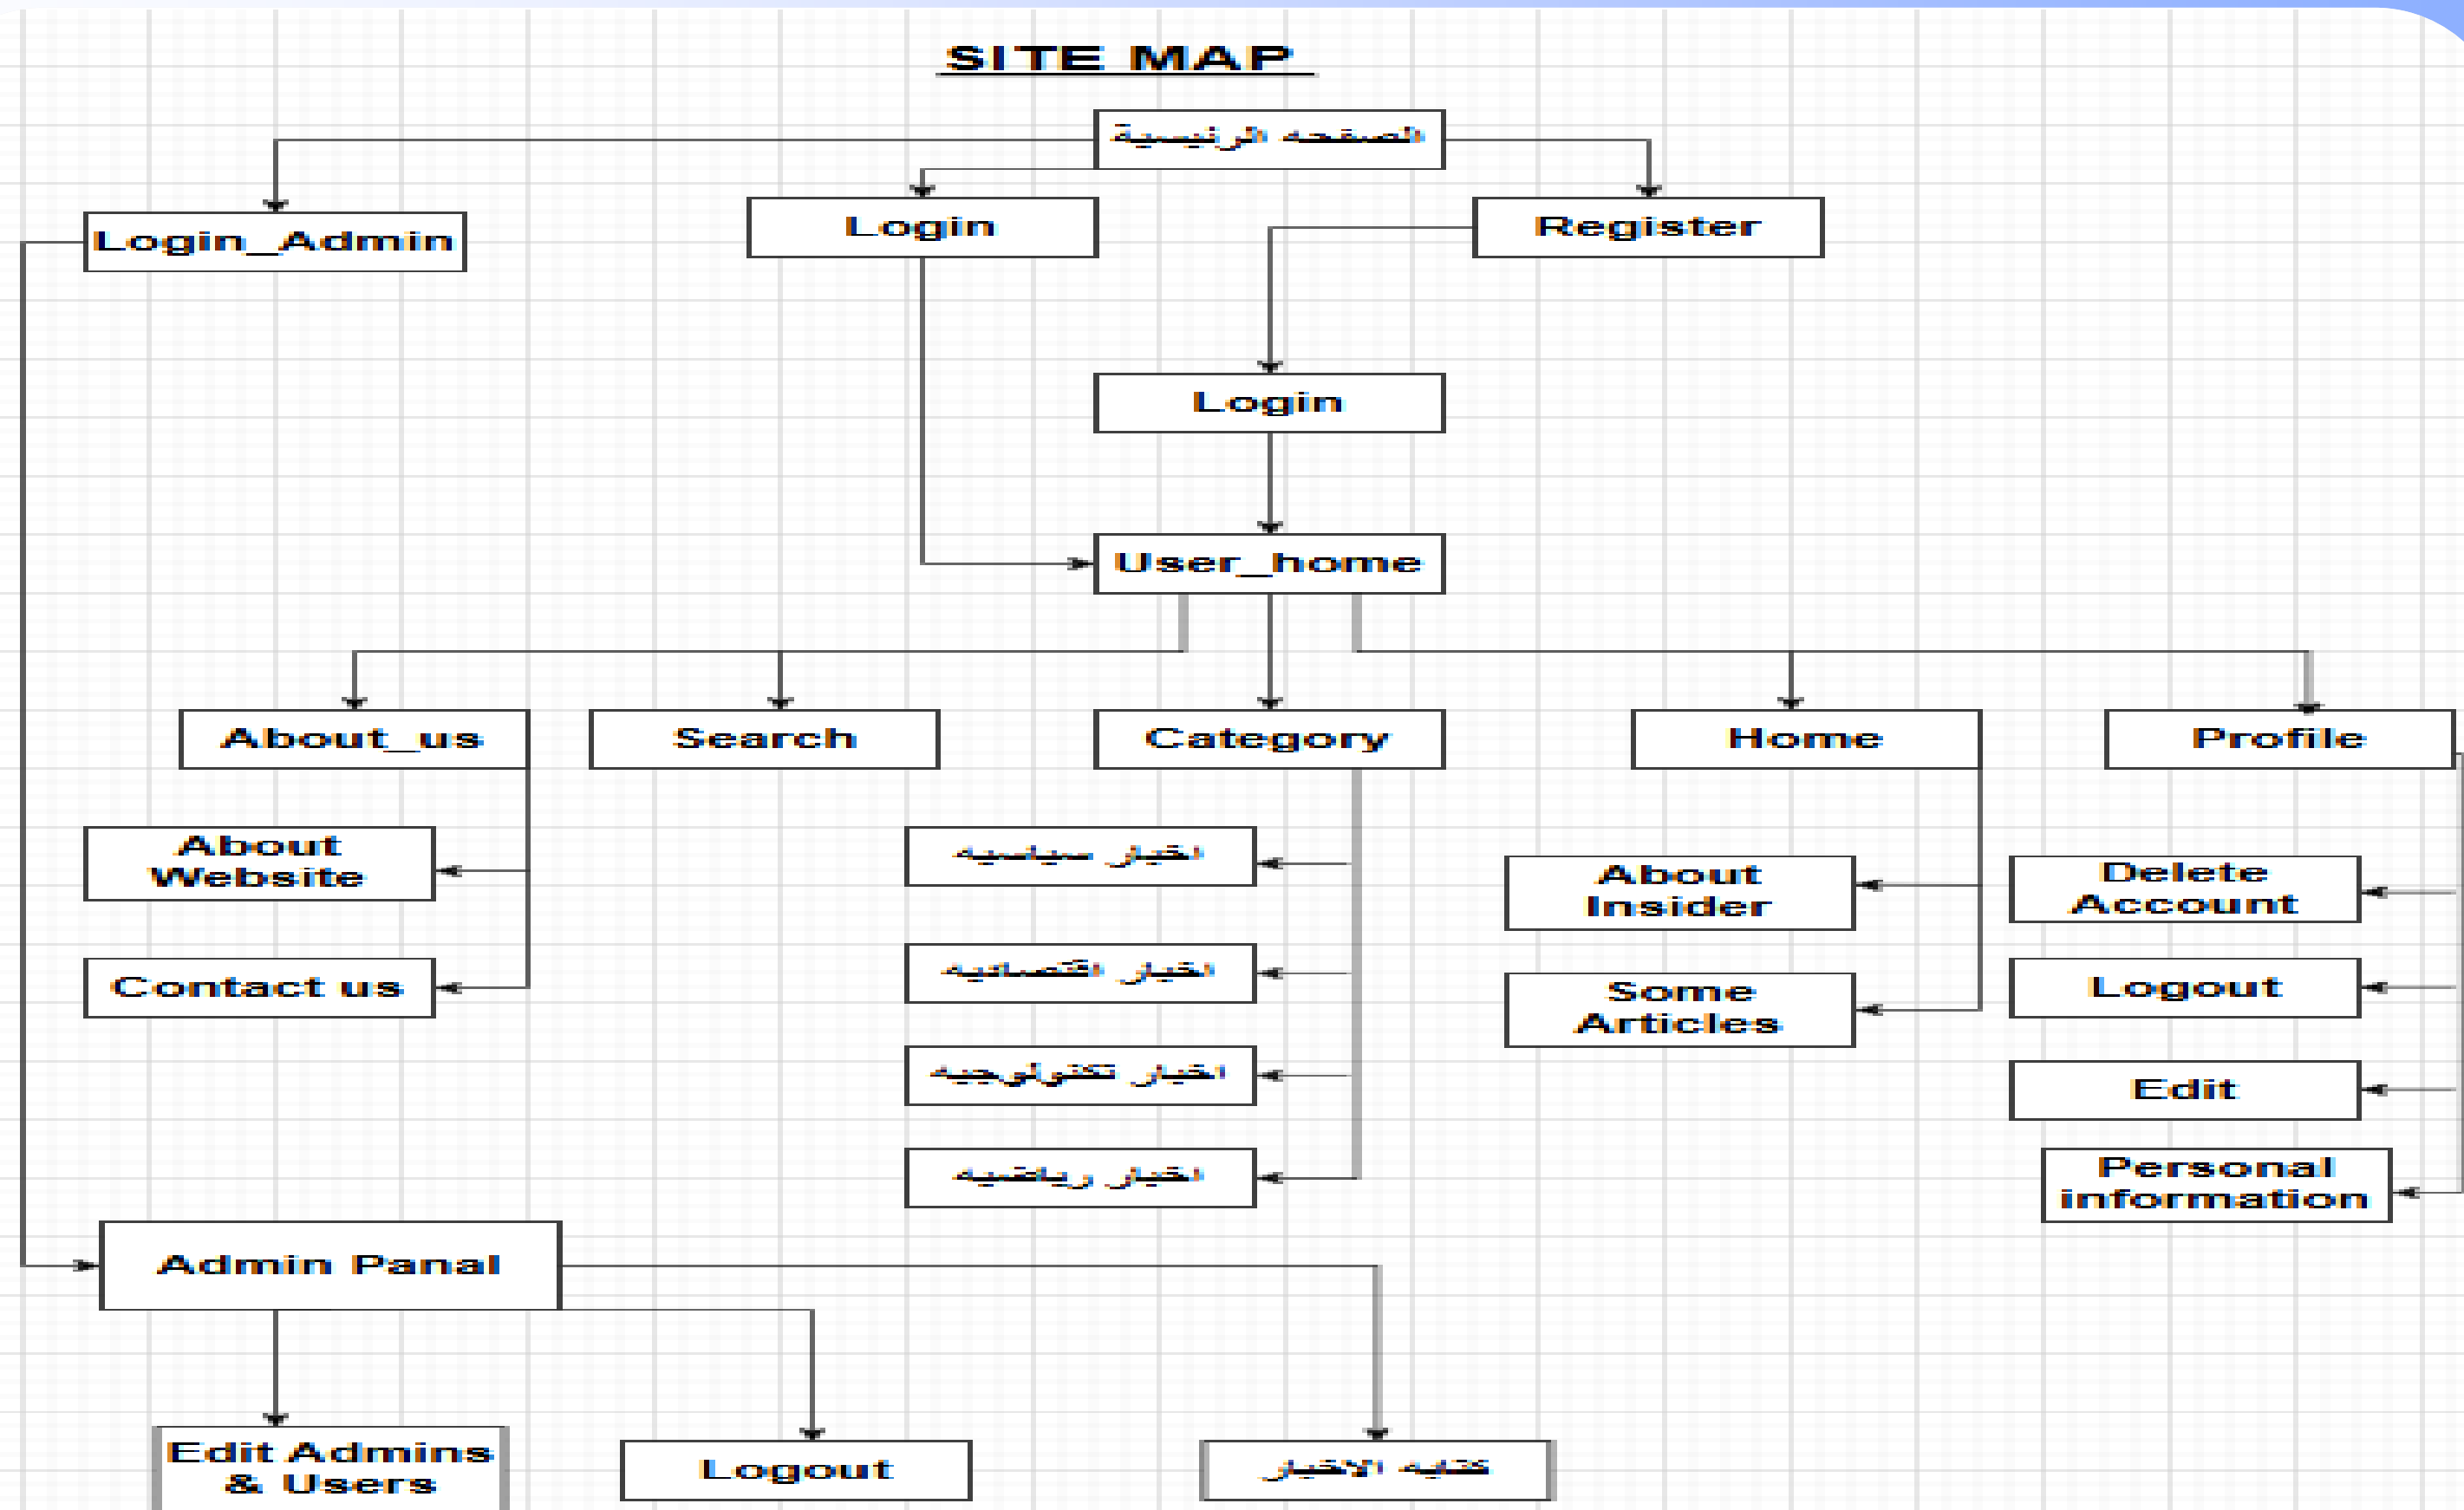 SITE MAP
الصفحه الرئيسية
Login_Admin
Login
Register
Login
User_home
About_us
Search
Category
Home
Profile
About
Website
Contact us
اخبار سياسيه
اخبار اقتصاديه
اخبار تكنولوجيه
اخبار رياضيه
About
Insider
Some
Articles
Delete
Account
Logout
Edit
Personal
information
Admin Panal
Edit Admins
& Users
Logout
كتابه الاخبار